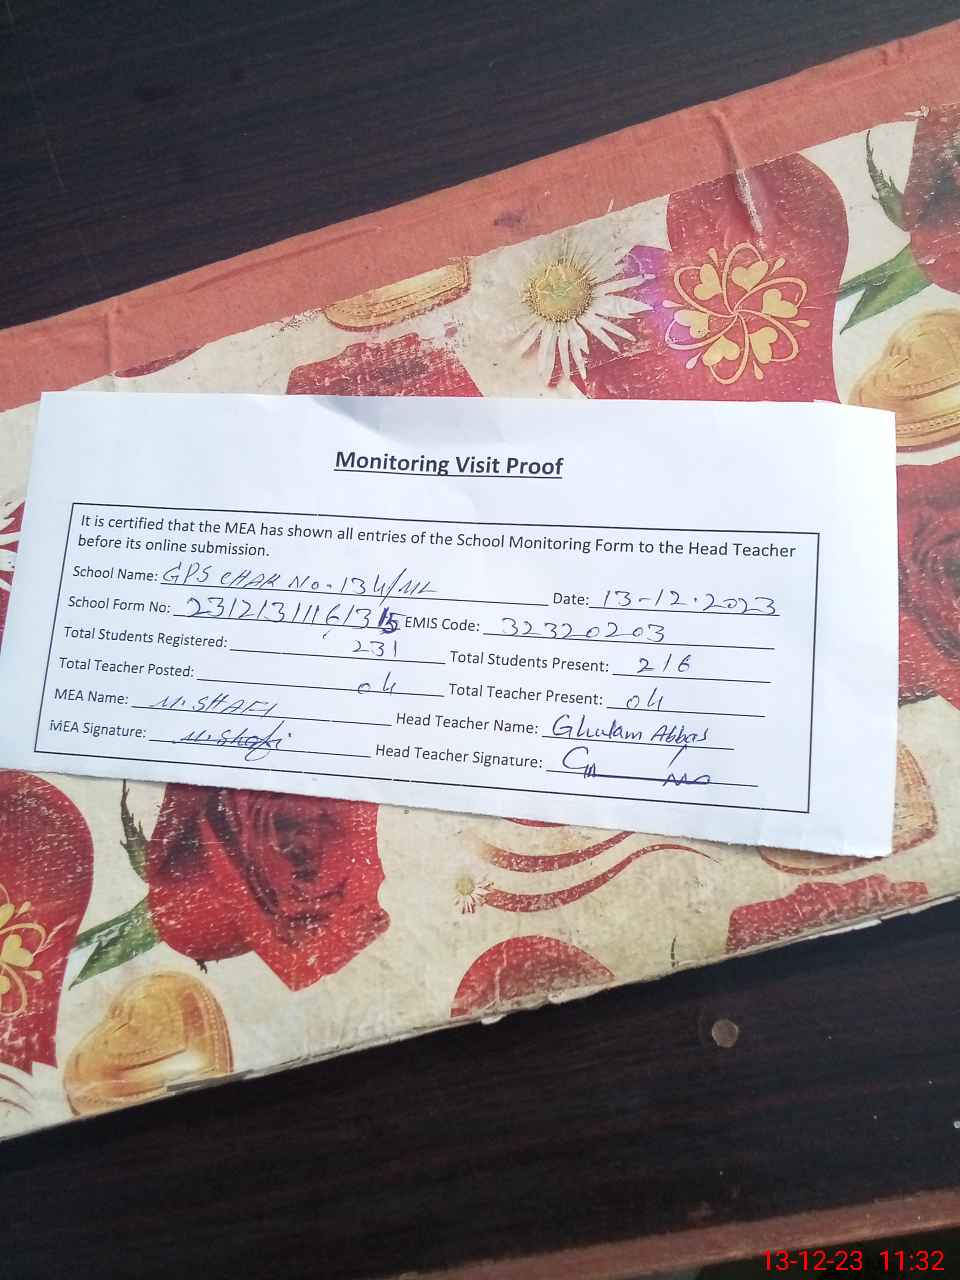 Monitoring Visit Proof
It is certified that the MEA has shown all entries of the School Monitoring Form to the Head Teacher
before its online submission.
School Name: GPS CHAK No. 134/ML Date: 13-12-2023
School Form No: EMIS Code: 32320203
Total Students Registered: 231 Total Students Present: 216
Total Teacher Posted: 04 Total Teacher Present: 04
MEA Name: M. SHAFI Head Teacher Name: Ghulam Abbas
MEA Signature: M. Shafi Head Teacher Signature:
13-12-23 11:32